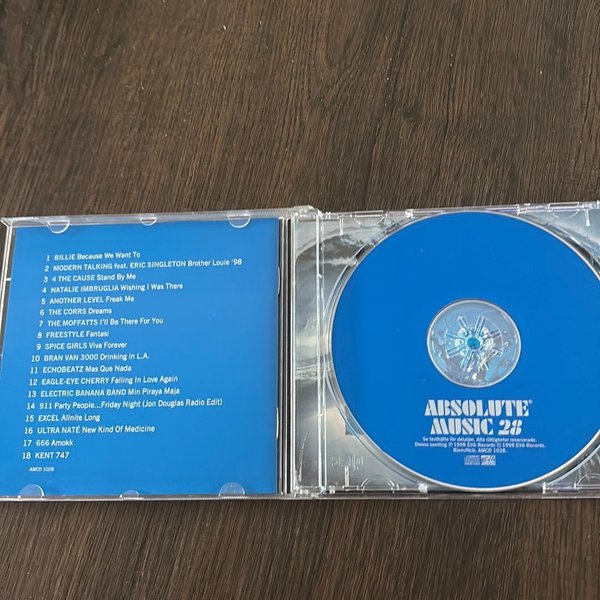 1 BILLIE Because We Want To
2 MODERN TALKING feat. ERIC SINGLETON Brother Louie '98
3 4 THE CAUSE Stand By Me
4 NATALIE IMBRUGLIA Wishing I Was There
5 ANOTHER LEVEL Freak Me
6 THE CORRS Dreams
7 THE MOFFATTS I'll Be There For You
8 FREESTYLE Fantasi
9 SPICE GIRLS Viva Forever
10 BRAN VAN 3000 Drinking in L.A.
11 ECHOBEATZ Mas Que Nada
12 EAGLE-EYE CHERRY Falling In Love Again
13 ELECTRIC BANANA BAND Min Piraya Maja
14 911 Party People...Friday Night (Jon Douglas Radio Edit)
15 EXCEL Allnite Long
16 ULTRA NATÉ New Kind Of Medicine
17 666 Amokk
18 KENT 747
AMCD 1028
ABSOLUTE®
MUSIC 28
Se texthäfte för detaljer. Alla rättigheter reserverade.
Denna samling ℗ 1998 EVA Records © 1998 EVA Records.
Biem/Ncb. AMCD 1028.